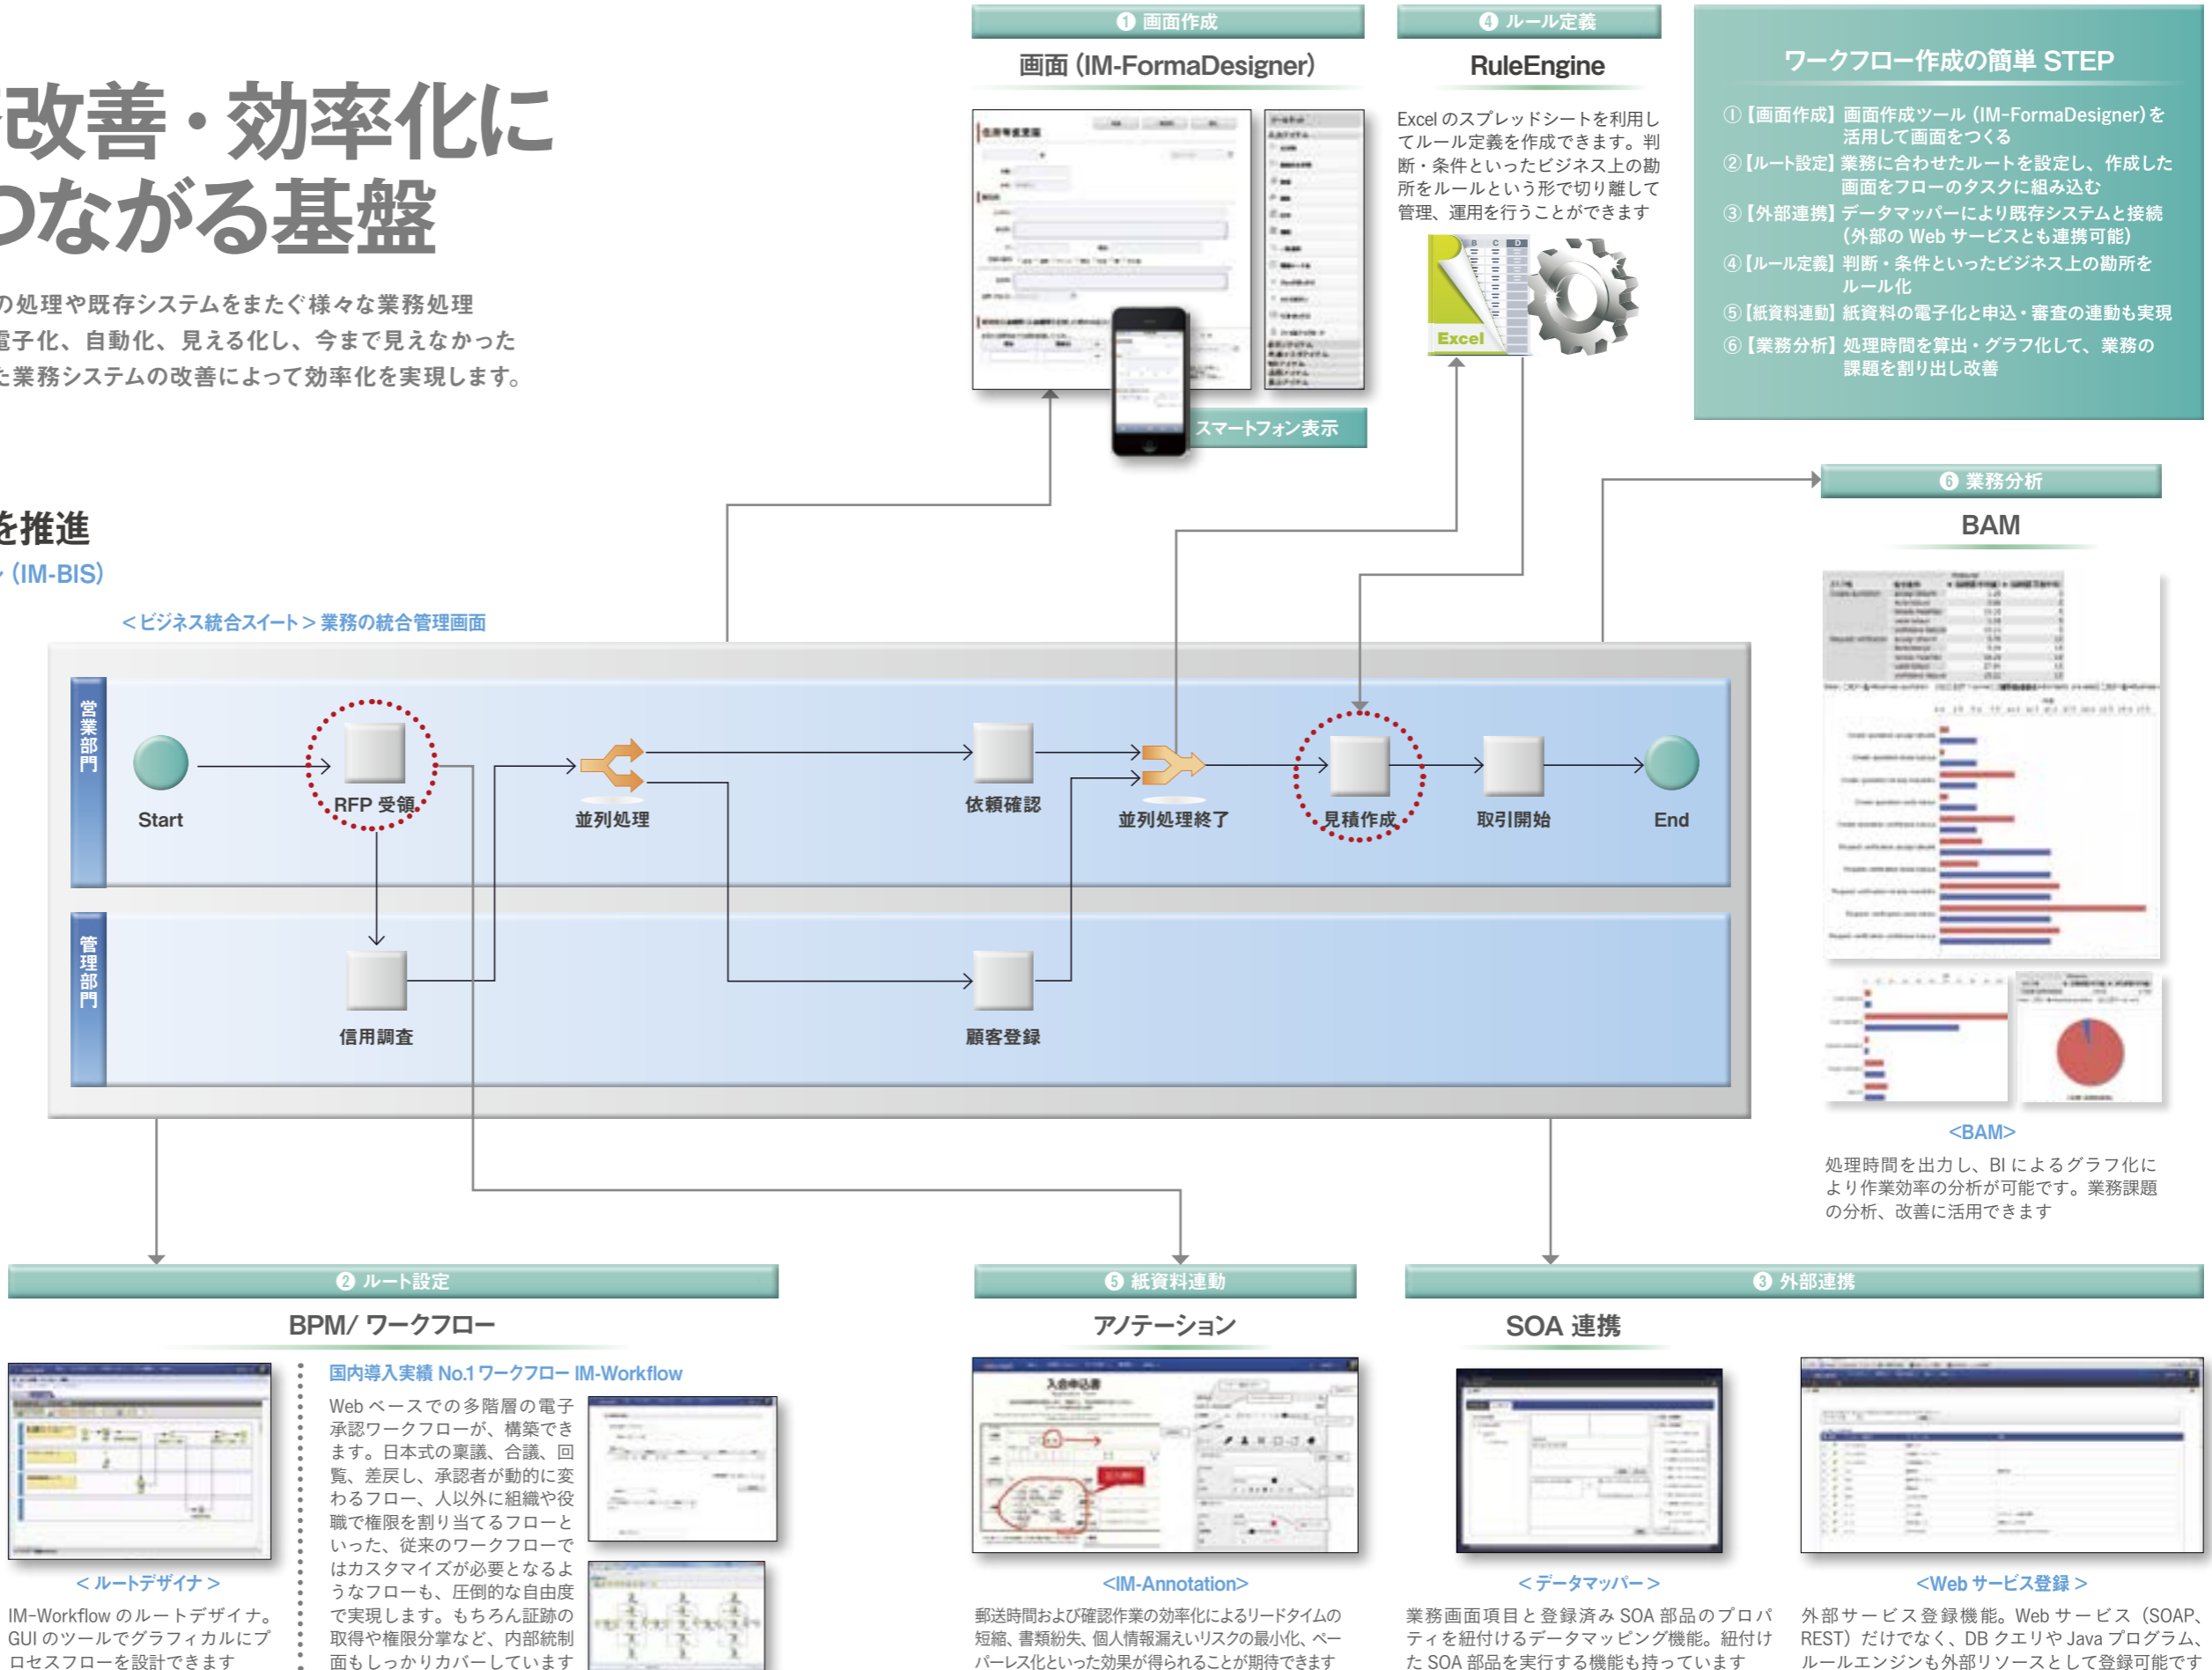 改善・効率化に
つながる基盤
の処理や既存システムをまたぐ様々な業務処理
電子化、自動化、見える化し、今まで見えなかった
た業務システムの改善によって効率化を実現します。
を推進
(IM-BIS)
❶ 画面作成
画面 (IM-FormaDesigner)
スマートフォン表示
❹ ルール定義
RuleEngine
Excel のスプレッドシートを利用し
てルール定義を作成できます。判
断・条件といったビジネス上の勘
所をルールという形で切り離して
管理、運用を行うことができます
B C D
Excel
ワークフロー作成の簡単 STEP
①【画面作成】画面作成ツール (IM-FormaDesigner)を
活用して画面をつくる
②【ルート設定】業務に合わせたルートを設定し、作成した
画面をフローのタスクに組み込む
③【外部連携】データマッパーにより既存システムと接続
(外部の Web サービスとも連携可能)
④【ルール定義】判断・条件といったビジネス上の勘所を
ルール化
⑤【紙資料連動】紙資料の電子化と申込・審査の連動も実現
⑥【業務分析】処理時間を算出・グラフ化して、業務の
課題を割り出し改善
<ビジネス統合スイート>業務の統合管理画面
営業部門
Start
RFP 受領
並列処理
依頼確認
並列処理終了
見積作成
取引開始
End
管理部門
信用調査
顧客登録
❻ 業務分析
BAM
<BAM>
処理時間を出力し、BI によるグラフ化に
より作業効率の分析が可能です。業務課題
の分析、改善に活用できます
❷ ルート設定
BPM/ ワークフロー
<ルートデザイナ>
IM-Workflow のルートデザイナ。
GUI のツールでグラフィカルにプ
ロセスフローを設計できます
国内導入実績 No.1 ワークフロー IM-Workflow
Web ベースでの多階層の電子
承認ワークフローが、構築でき
ます。日本式の稟議、合議、回
覧、差戻し、承認者が動的に変
わるフロー、人以外に組織や役
職で権限を割り当てるフローと
いった、従来のワークフローで
はカスタマイズが必要となるよ
うなフローも、圧倒的な自由度
で実現します。もちろん証跡の
取得や権限分掌など、内部統制
面もしっかりカバーしています
❺ 紙資料連動
アノテーション
入会申込書
<IM-Annotation>
郵送時間および確認作業の効率化によるリードタイムの
短縮、書類紛失、個人情報漏えいリスクの最小化、ペー
パーレス化といった効果が得られることが期待できます
❸ 外部連携
SOA 連携
<データマッパー>
業務画面項目と登録済み SOA 部品のプロパ
ティを紐付けるデータマッピング機能。紐付け
た SOA 部品を実行する機能も持っています
<Web サービス登録 >
外部サービス登録機能。Web サービス (SOAP、
REST) だけでなく、DB クエリや Java プログラム、
ルールエンジンも外部リソースとして登録可能です